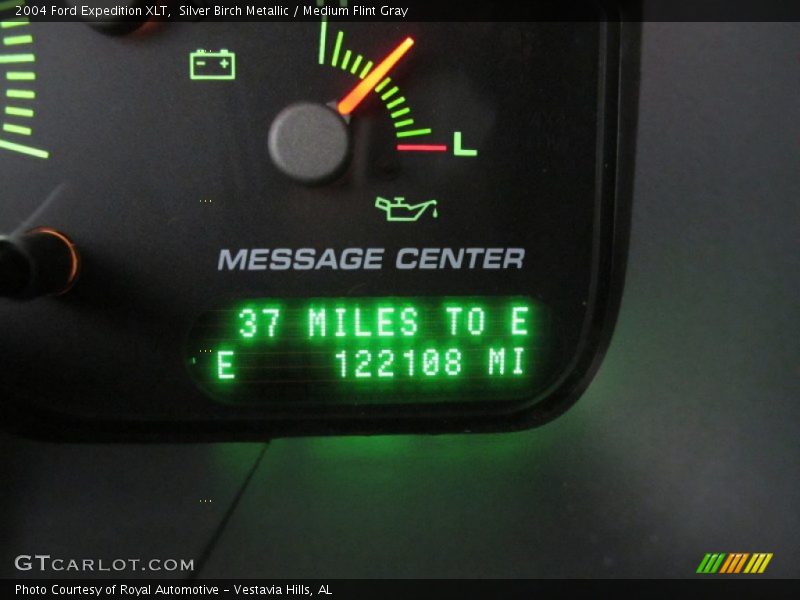 2004 Ford Expedition XLT,  Silver Birch Metallic / Medium Flint Gray
- +
L
MESSAGE CENTER
37 MILES TO E
E 122108 MI
GTCARLOT.COM
Photo Courtesy of Royal Automotive - Vestavia Hills, AL